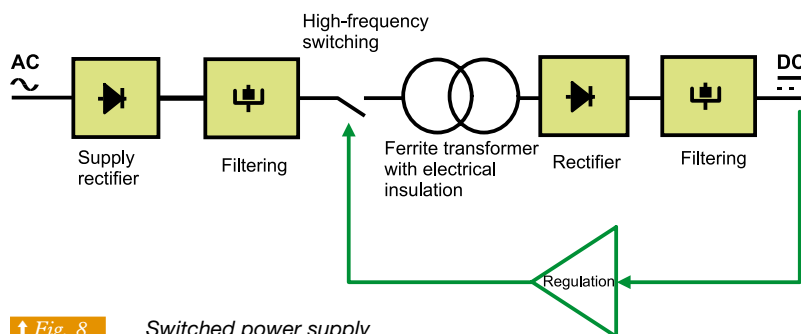 High-frequency
switching
AC
DC
Supply
rectifier
Filtering
Ferrite transformer
with electrical
insulation
Rectifier
Filtering
Regulation
Fig. 8
Switched power supply